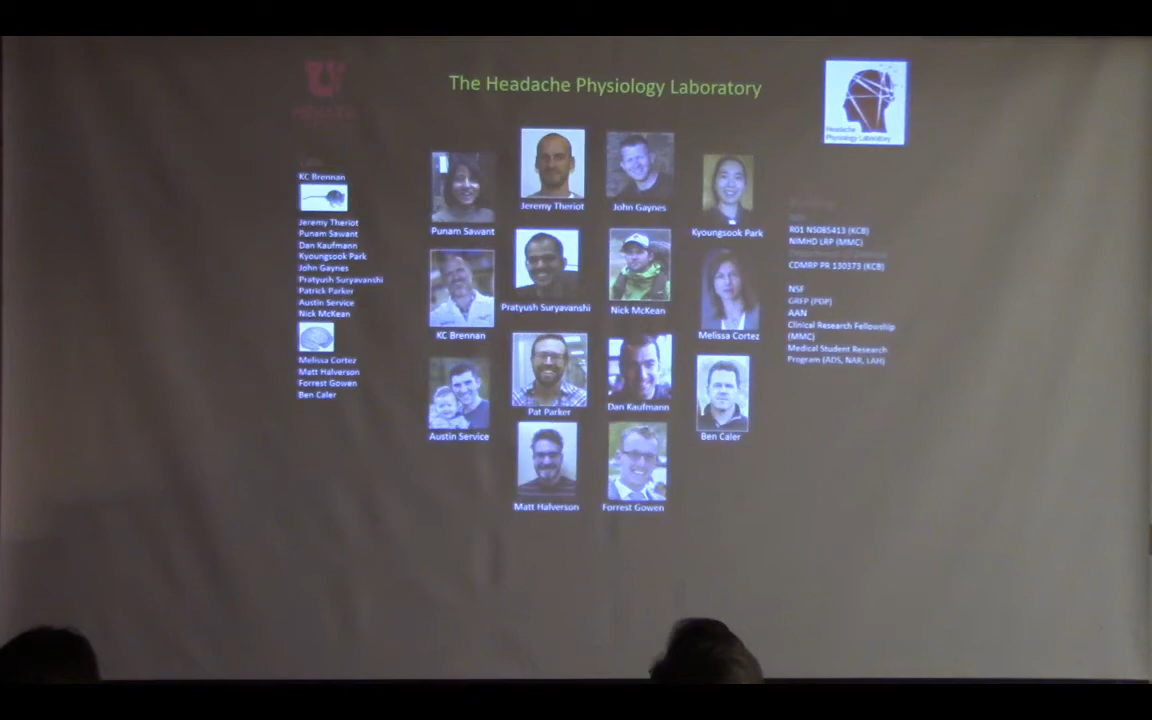 The Headache Physiology Laboratory
Headache
Physiology Laboratory
KC Brennan
Jeremy Theriot
Punam Sawant
Dan Kaufmann
Kyoungsook Park
John Gaynes
Pratyush Suryavanshi
Patrick Parker
Austin Service
Nick McKean
Melissa Cortez
Matt Halverson
Forrest Gowen
Ben Caler
Punam Sawant
Jeremy Theriot
John Gaynes
Kyoungsook Park
KC Brennan
Pratyush Suryavanshi
Nick McKean
Melissa Cortez
Austin Service
Pat Parker
Dan Kaufmann
Ben Caler
Matt Halverson
Forrest Gowen
R01 NS085413 (KCB)
NIMHD LRP (MMC)
CDMRP PR 130373 (KCB)
NSF
GRFP (PDP)
AAN
Clinical Research Fellowship
(MMC)
Medical Student Research
Program (ADS, NAR, LAH)